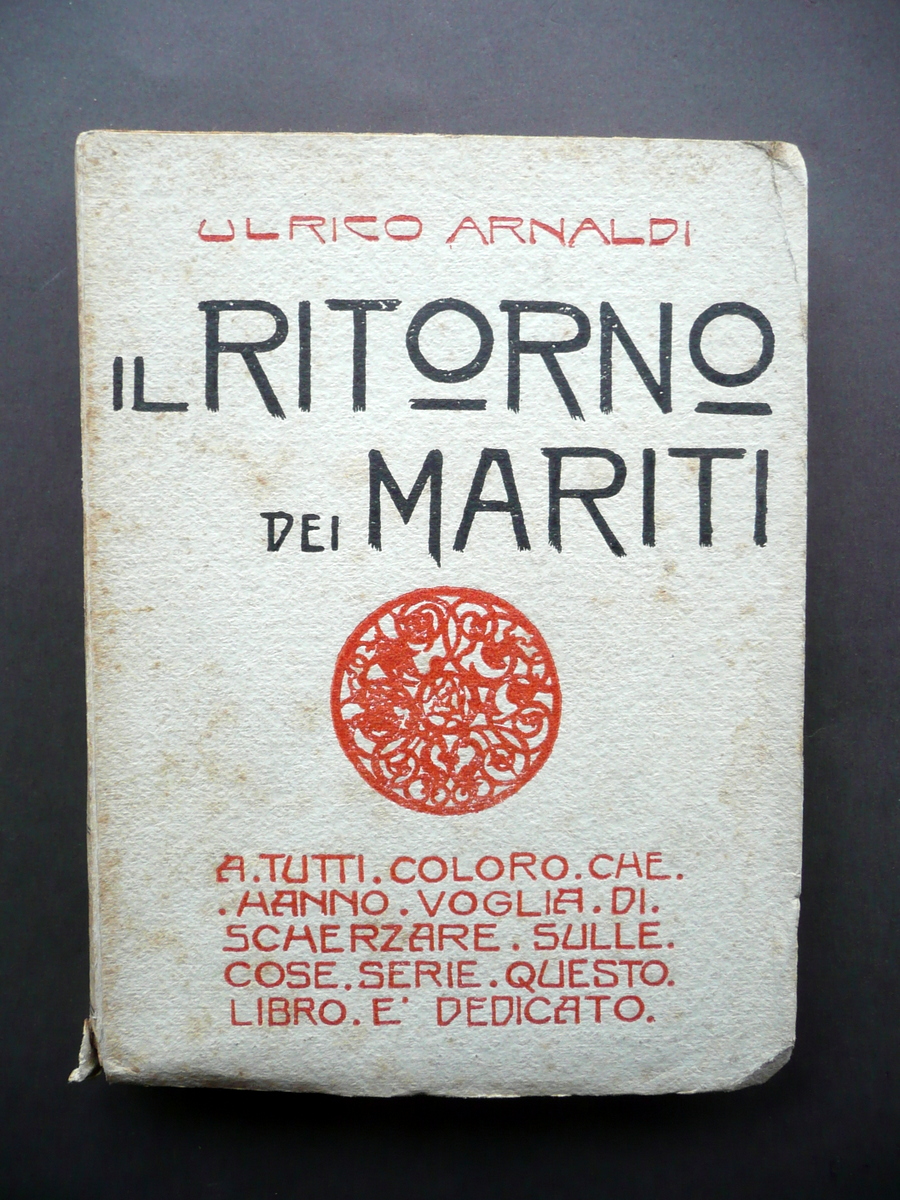 ULRICO ARNALDI
IL RITORNO
DEI MARITI
A.TUTTI.COLORO.CHE.
.HANNO.VOGLIA.DI.
SCHERZARE.SULLE.
COSE.SERIE.QUESTO.
LIBRO.E' DEDICATO.